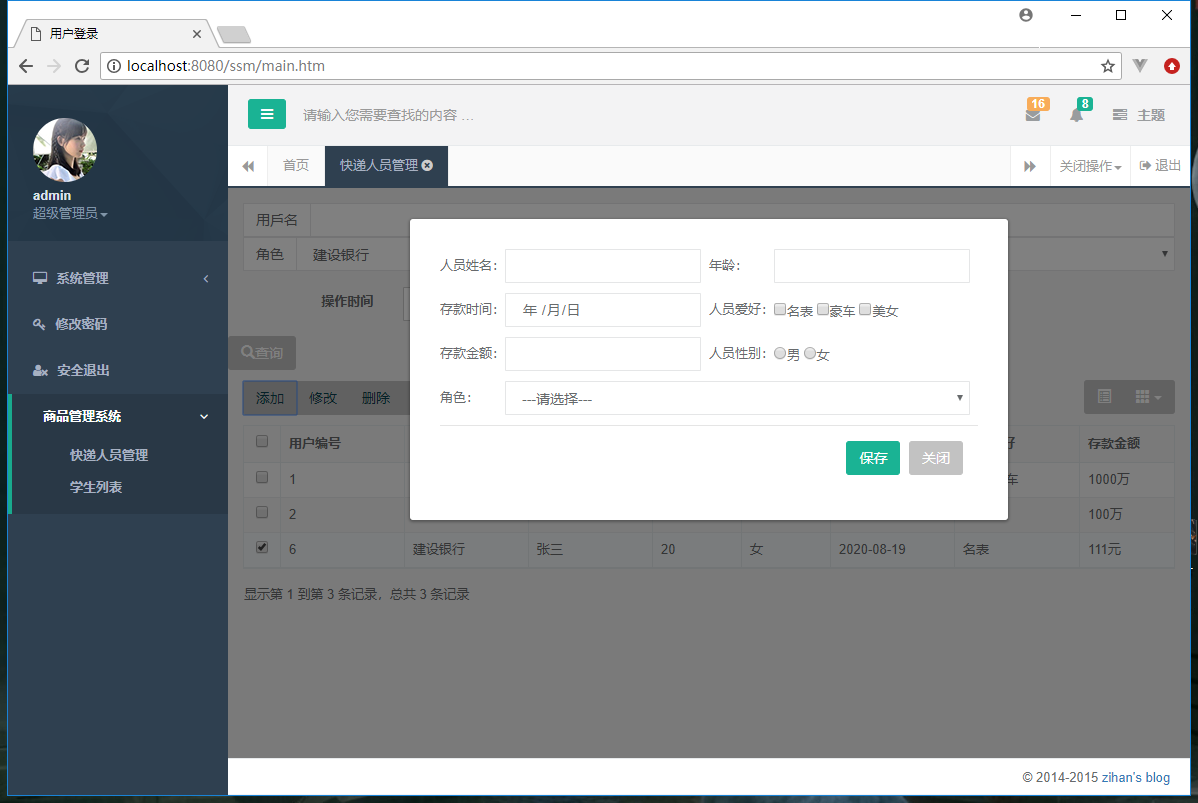 用户登录
localhost:8080/ssm/main.htm
admin
超级管理员
系统管理
修改密码
安全退出
商品管理系统
快递人员管理
学生列表
请输入您需要查找的内容 …
16
8
主题
首页
快递人员管理
关闭操作
退出
用戶名
角色
建设银行
操作时间
查询
添加
修改
删除
人员姓名：
年龄：
存款时间：
年 /月/日
人员爱好：
名表
豪车
美女
存款金额：
人员性别：
男
女
角色：
---请选择---
保存
关闭
用户编号
存款金额
1
1000万
2
100万
6
建设银行
张三
20
女
2020-08-19
名表
111元
显示第 1 到第 3 条记录，总共 3 条记录
© 2014-2015 zihan's blog